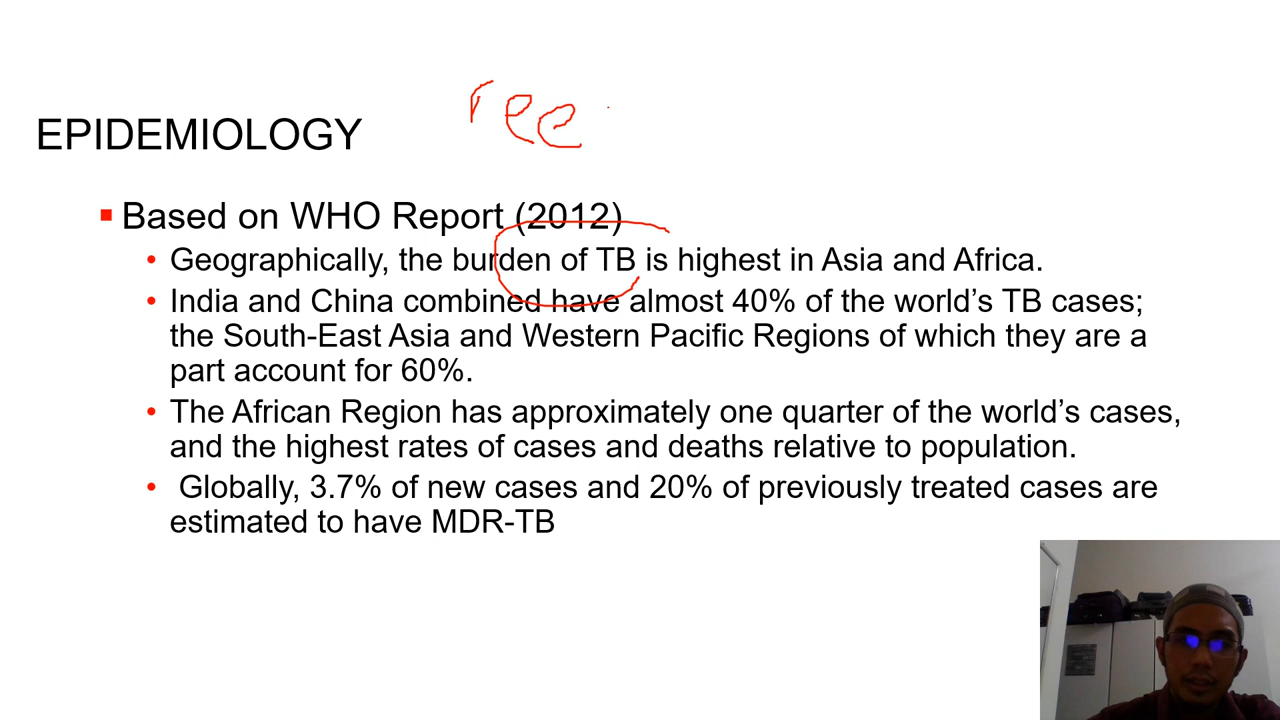 EPIDEMIOLOGY
Based on WHO Report (2012)
Geographically, the burden of TB is highest in Asia and Africa.
India and China combined have almost 40% of the world’s TB cases;
the South-East Asia and Western Pacific Regions of which they are a
part account for 60%.
The African Region has approximately one quarter of the world’s cases,
and the highest rates of cases and deaths relative to population.
Globally, 3.7% of new cases and 20% of previously treated cases are
estimated to have MDR-TB